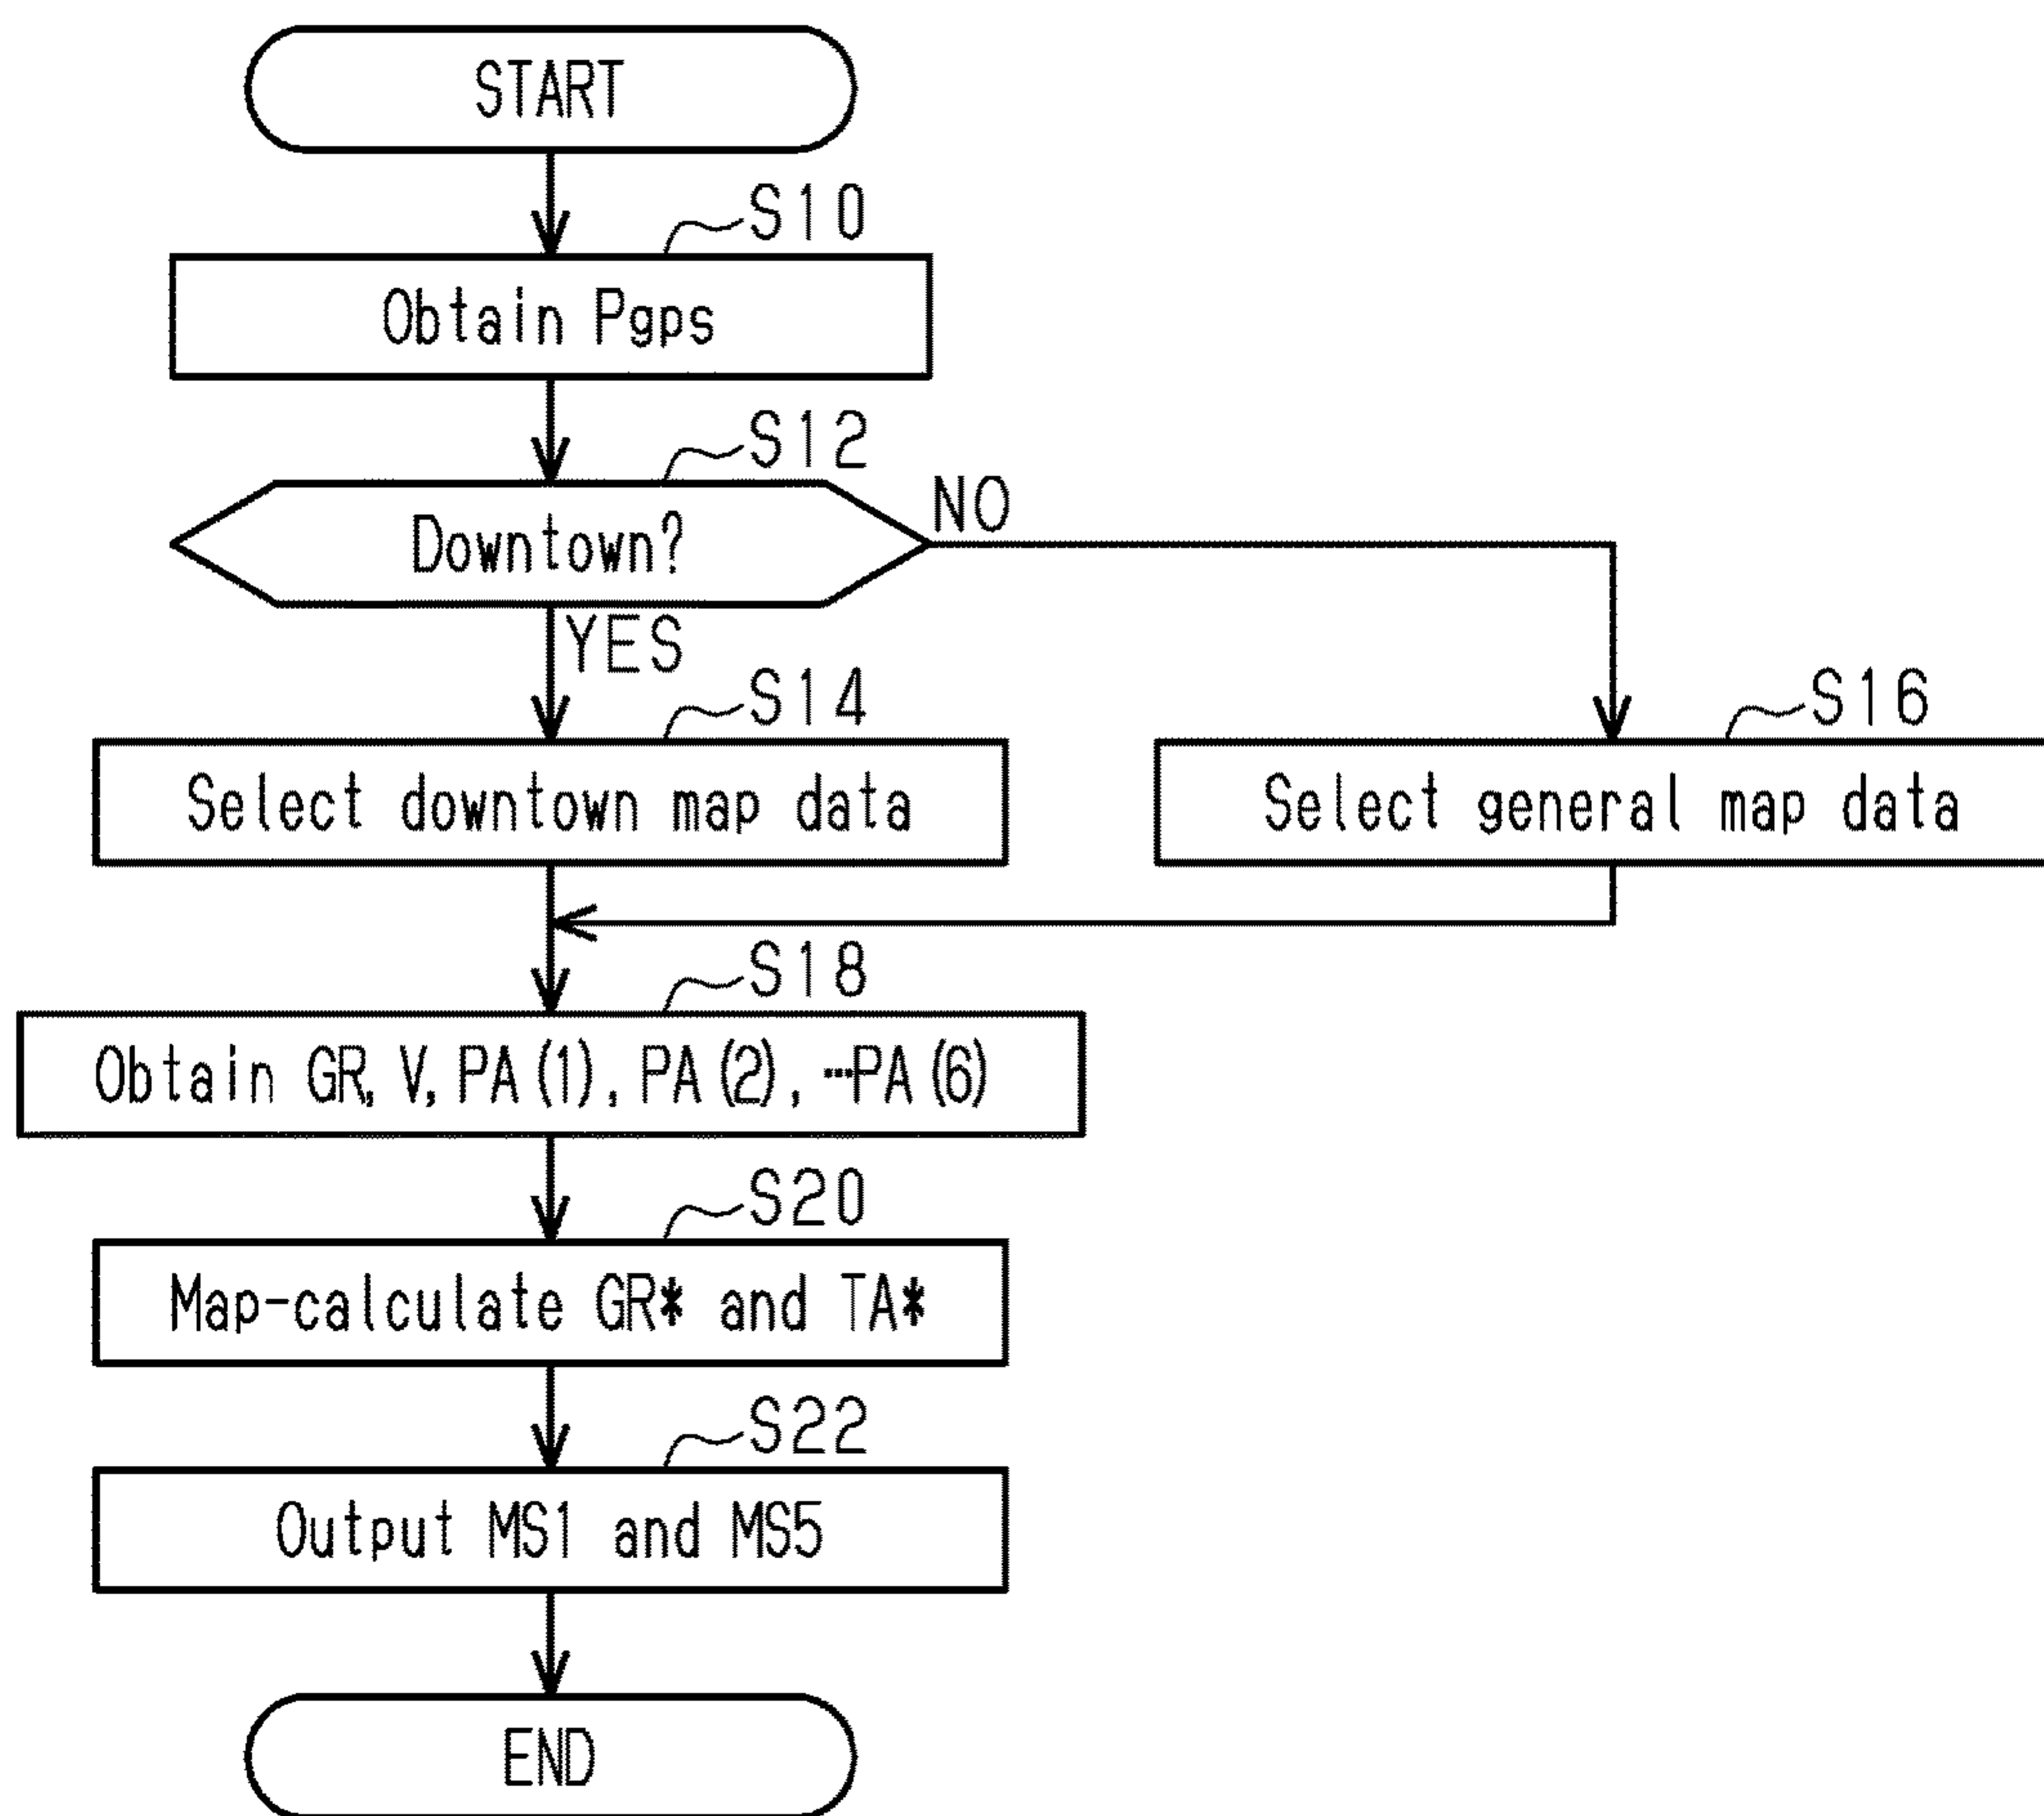 START
S10
Obtain Pgps
S12
Downtown?
NO
YES
S14
Select downtown map data
S16
Select general map data
S18
Obtain GR, V, PA(1), PA(2), …PA(6)
S20
Map-calculate GR* and TA*
S22
Output MS1 and MS5
END